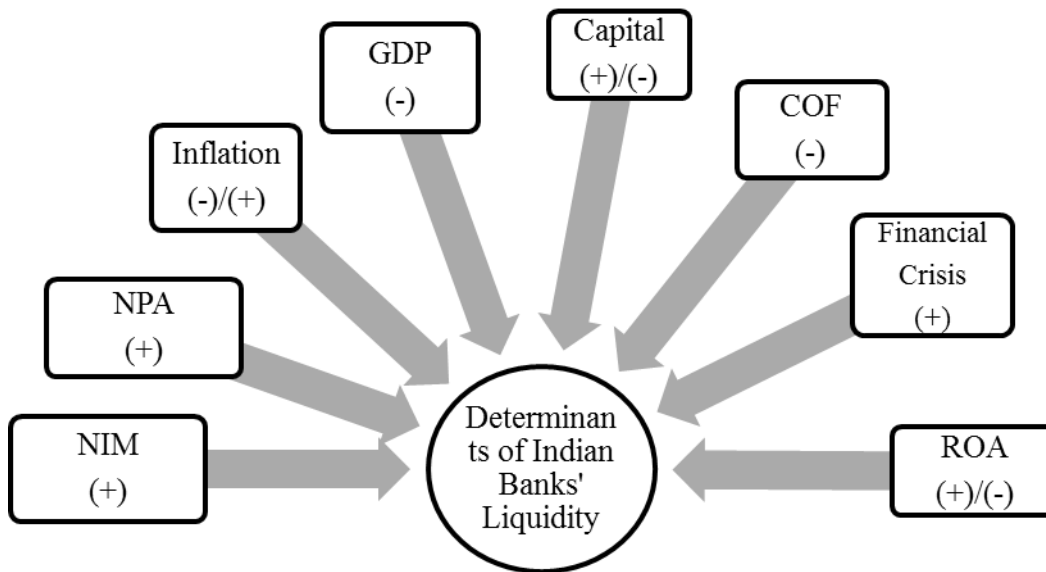 GDP
(-)
Capital
(+)/(-)
COF
(-)
Inflation
(-)/(+)
Financial
Crisis
(+)
NPA
(+)
NIM
(+)
Determinan
ts of Indian
Banks'
Liquidity
ROA
(+)/(-)